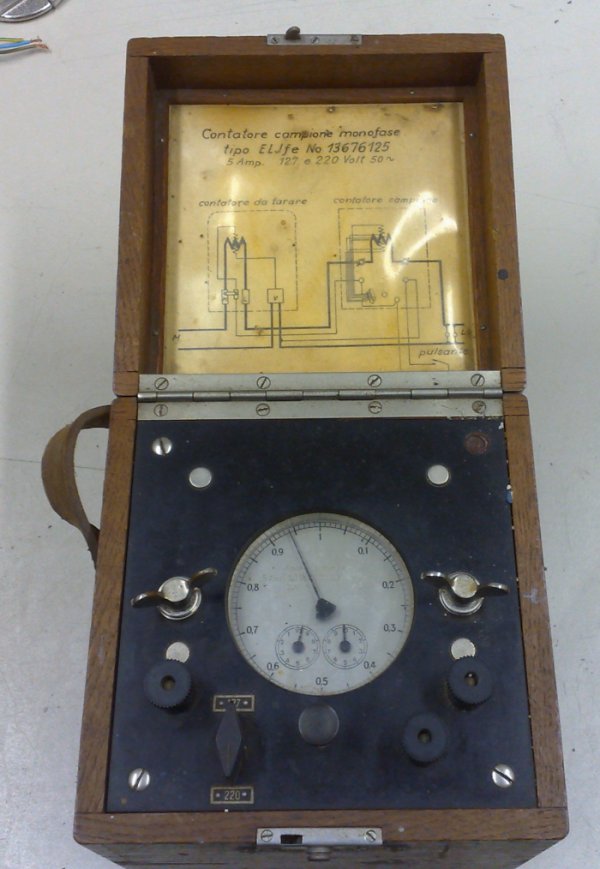 Contatore campione monofase
tipo ELJfe No 13676125
5 Amp. 127 e 220 Volt 50~
contatore da tarare
contatore campione
M
V
pulsante
1
0.9
0.1
0.8
0.2
0.7
0.3
0.6
0.4
0.5
127
220